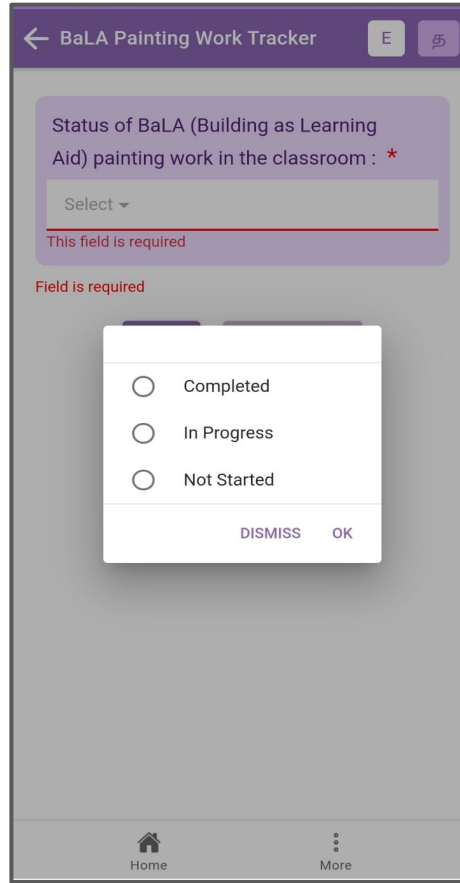 BaLA Painting Work Tracker
E
த
Status of BaLA (Building as Learning
Aid) painting work in the classroom : *
Select
This field is required
Field is required
Completed
In Progress
Not Started
DISMISS OK
Home
More